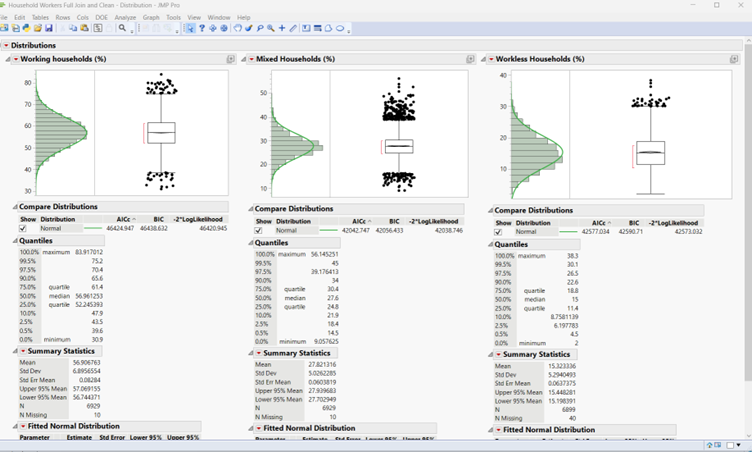 Household Workers Full Join and Clean - Distribution - JMP Pro
File Edit Tables Rows Cols DOE Analyze Graph Tools View Window Help
Distributions
Working households (%)
80
70
60
50
40
30
Compare Distributions
Show Distribution AICc BIC -2*LogLikelihood
Normal 46424.947 46438.632 46420.945
Quantiles
100.0% maximum 83.917012
99.5% 75.2
97.5% 70.4
90.0% 65.6
75.0% quartile 61.4
50.0% median 56.961253
25.0% quartile 52.245393
10.0% 47.9
2.5% 43.5
0.5% 39.6
0.0% minimum 30.9
Summary Statistics
Mean 56.906763
Std Dev 6.8956554
Std Err Mean 0.08284
Upper 95% Mean 57.069155
Lower 95% Mean 56.744371
N 6929
N Missing 10
Fitted Normal Distribution
Parameter Estimate Std Error Lower 95% Upper 95%
Mixed Households (%)
50
40
30
20
10
Compare Distributions
Show Distribution AICc BIC -2*LogLikelihood
Normal 42042.747 42056.433 42038.746
Quantiles
100.0% maximum 56.145251
99.5% 45
97.5% 39.176413
90.0% 34
75.0% quartile 30.4
50.0% median 27.6
25.0% quartile 24.8
10.0% 21.9
2.5% 18.4
0.5% 14.5
0.0% minimum 9.057625
Summary Statistics
Mean 27.821316
Std Dev 5.0262285
Std Err Mean 0.0603819
Upper 95% Mean 27.939683
Lower 95% Mean 27.702949
N 6929
N Missing 10
Fitted Normal Distribution
Parameter Estimate Std Error Lower 95% Upper 95%
Workless Households (%)
40
30
20
10
Compare Distributions
Show Distribution AICc BIC -2*LogLikelihood
Normal 42577.034 42590.71 42573.032
Quantiles
100.0% maximum 38.3
99.5% 30.1
97.5% 26.5
90.0% 22.6
75.0% quartile 18.8
50.0% median 15
25.0% quartile 11.4
10.0% 8.7581139
2.5% 6.197783
0.5% 4.5
0.0% minimum 2
Summary Statistics
Mean 15.323336
Std Dev 5.2940493
Std Err Mean 0.0637375
Upper 95% Mean 15.448281
Lower 95% Mean 15.198391
N 6899
N Missing 40
Fitted Normal Distribution